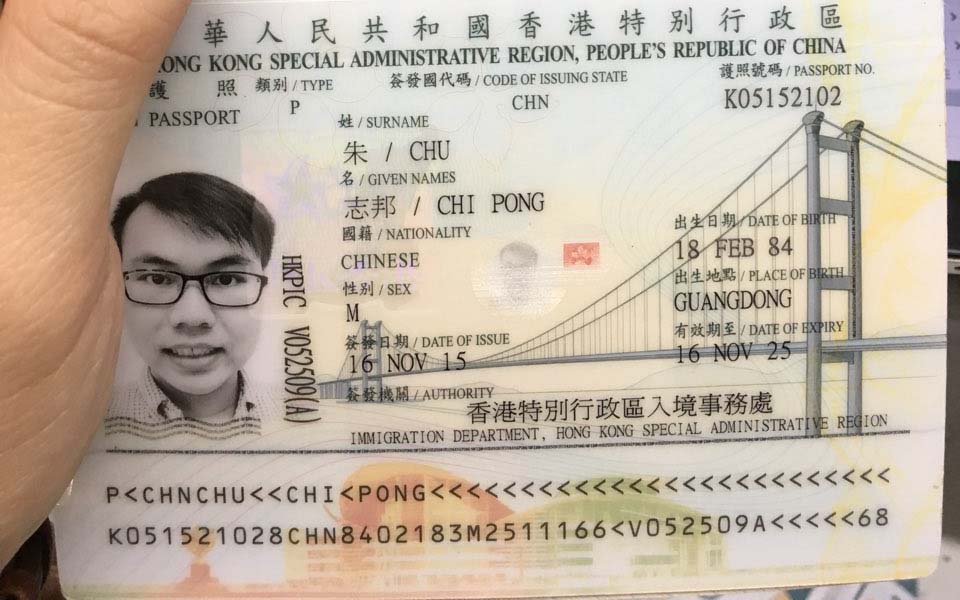 華人民共和國香港特別行政區
ONG KONG SPECIAL ADMINISTRATIVE REGION, PEOPLE'S REPUBLIC OF CHINA
護照 類別 / TYPE 簽發國代碼 / CODE OF ISSUING STATE 護照號碼 / PASSPORT NO.
PASSPORT P CHN K05152102
姓 / SURNAME
朱 / CHU
名 / GIVEN NAMES
志邦 / CHI PONG
國籍 / NATIONALITY 出生日期 / DATE OF BIRTH
CHINESE 18 FEB 84
性別 / SEX 出生地點 / PLACE OF BIRTH
M GUANGDONG
簽發日期 / DATE OF ISSUE 有效期至 / DATE OF EXPIRY
16 NOV 15 16 NOV 25
簽發機關 / AUTHORITY
香港特別行政區入境事務處
IMMIGRATION DEPARTMENT, HONG KONG SPECIAL ADMINISTRATIVE REGION
HKPIC V052509(A)
P<CHNCHU<<CHI<PONG<<<<<<<<<<<<<<<<<<<<<<<<<<
K051521028CHN8402183M2511166<V052509A<<<<<68